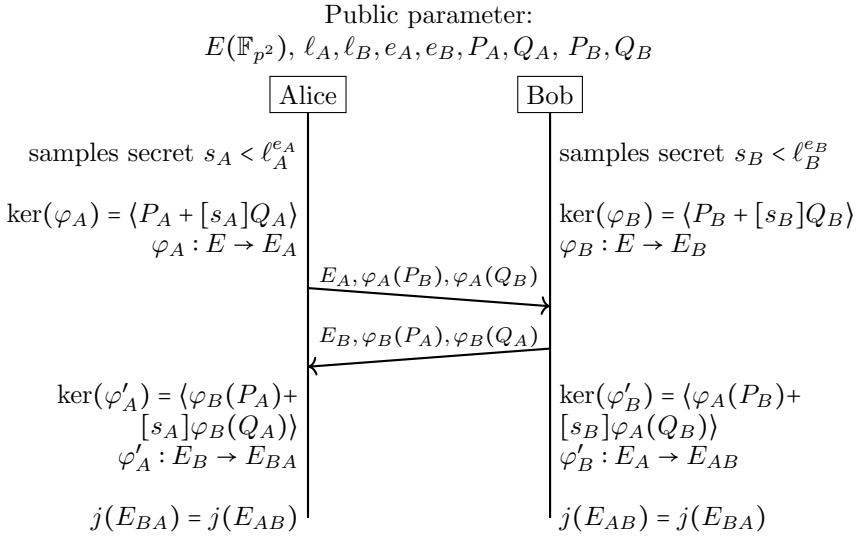 Public parameter:
E(𝔽_{p²}), ℓ_A, ℓ_B, e_A, e_B, P_A, Q_A, P_B, Q_B
Alice
Bob
samples secret s_A < ℓ_A^{e_A}
samples secret s_B < ℓ_B^{e_B}
ker(φ_A) = ⟨P_A + [s_A]Q_A⟩
ker(φ_B) = ⟨P_B + [s_B]Q_B⟩
φ_A : E → E_A
φ_B : E → E_B
E_A, φ_A(P_B), φ_A(Q_B)
E_B, φ_B(P_A), φ_B(Q_A)
ker(φ′_A) = ⟨φ_B(P_A)+
[s_A]φ_B(Q_A)⟩
φ′_A : E_B → E_{BA}
ker(φ′_B) = ⟨φ_A(P_B)+
[s_B]φ_A(Q_B)⟩
φ′_B : E_A → E_{AB}
j(E_{BA}) = j(E_{AB})
j(E_{AB}) = j(E_{BA})